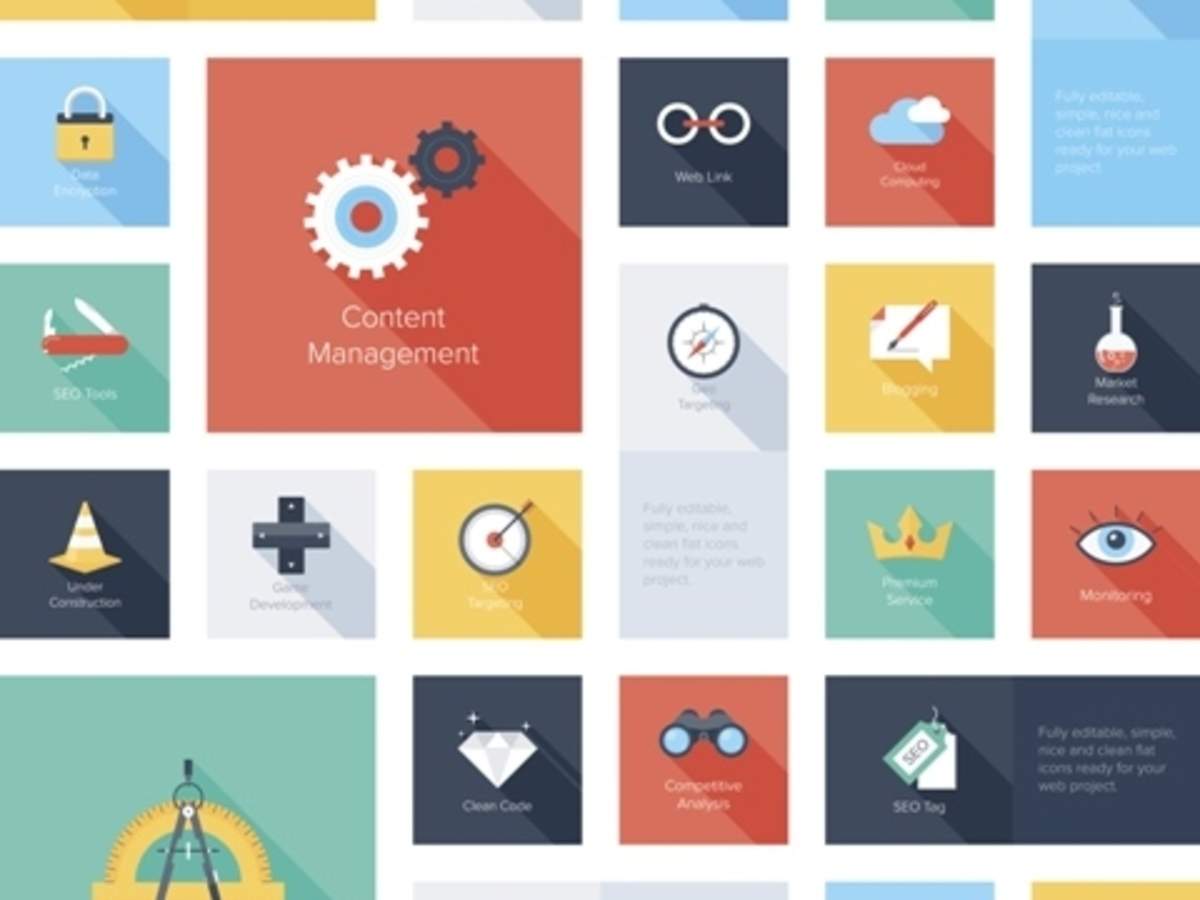 Data
Encryption
Content
Management
Web Link
Cloud
Computing
Fully editable,
simple, nice and
clean flat icons
ready for your web
project.
SEO Tools
Geo
Targeting
Blogging
Market
Research
Under
Construction
Game
Development
SEO
Targeting
Fully editable,
simple, nice and
clean flat icons
ready for your web
project.
Premium
Service
Monitoring
Clean Code
Competitive
Analysis
SEO
SEO Tag
Fully editable, simple,
nice and clean flat
icons ready for your
web project.